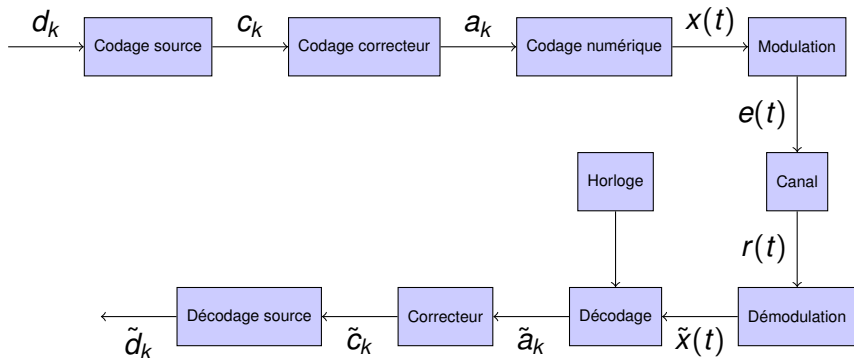 d_k
Codage source
c_k
Codage correcteur
a_k
Codage numérique
x(t)
Modulation
e(t)
Horloge
Canal
r(t)
Décodage source
Correcteur
Décodage
Démodulation
d̃_k
c̃_k
ã_k
x̃(t)